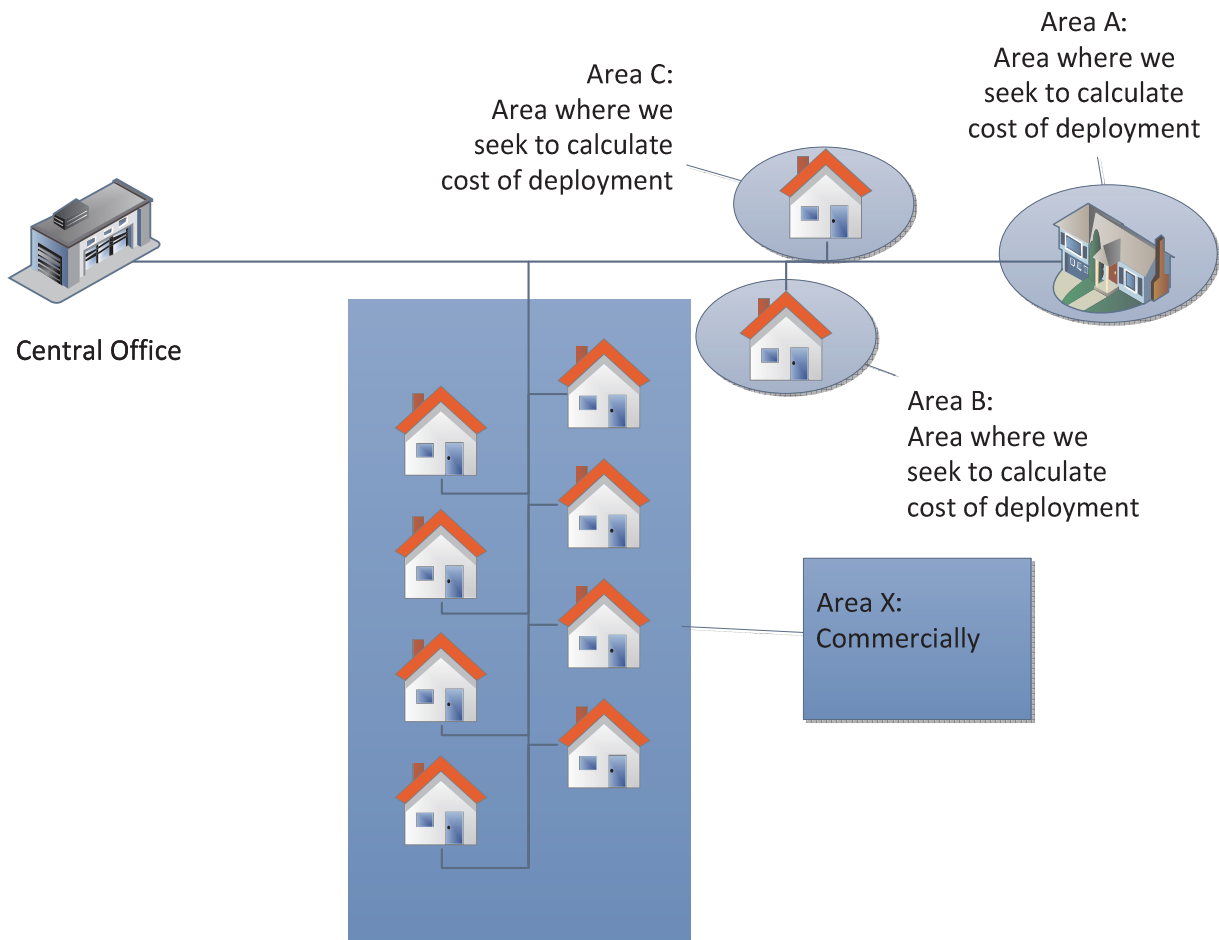 Area A:
Area where we
seek to calculate
cost of deployment
Area C:
Area where we
seek to calculate
cost of deployment
Central Office
Area B:
Area where we
seek to calculate
cost of deployment
Area X:
Commercially